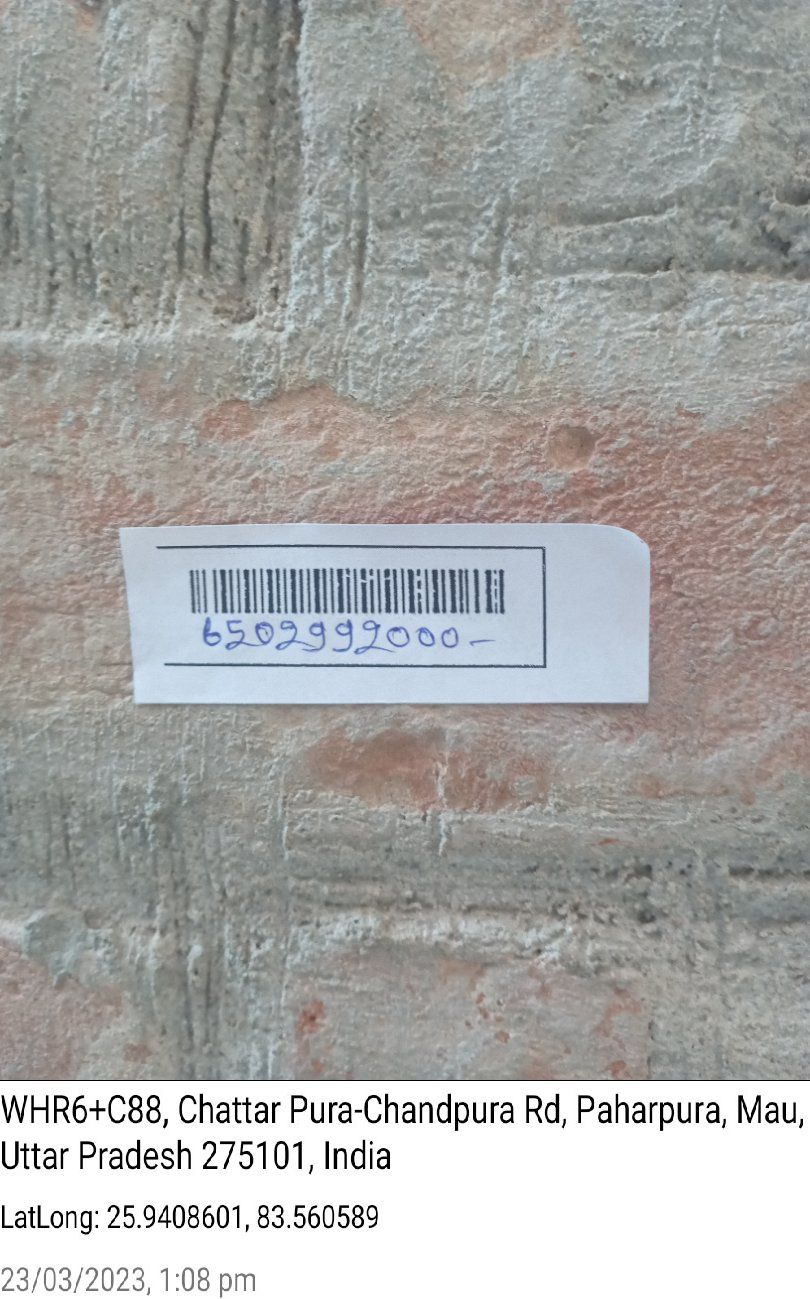 6502992000-
WHR6+C88, Chattar Pura-Chandpura Rd, Paharpura, Mau,
Uttar Pradesh 275101, India
LatLong: 25.9408601, 83.560589
23/03/2023, 1:08 pm